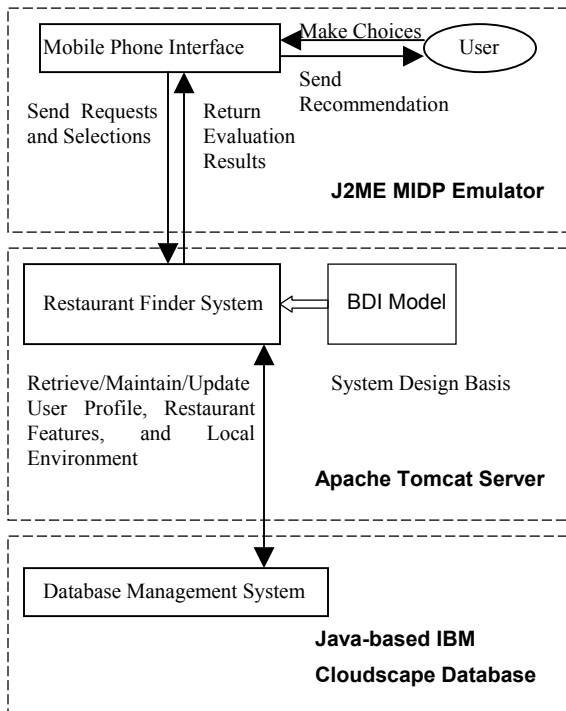 Make Choices
Mobile Phone Interface
User
Send Requests
and Selections
Return
Evaluation
Results
Send
Recommendation
J2ME MIDP Emulator
Restaurant Finder System
BDI Model
Retrieve/Maintain/Update
User Profile, Restaurant
Features, and Local
Environment
System Design Basis
Apache Tomcat Server
Database Management System
Java-based IBM
Cloudscape Database